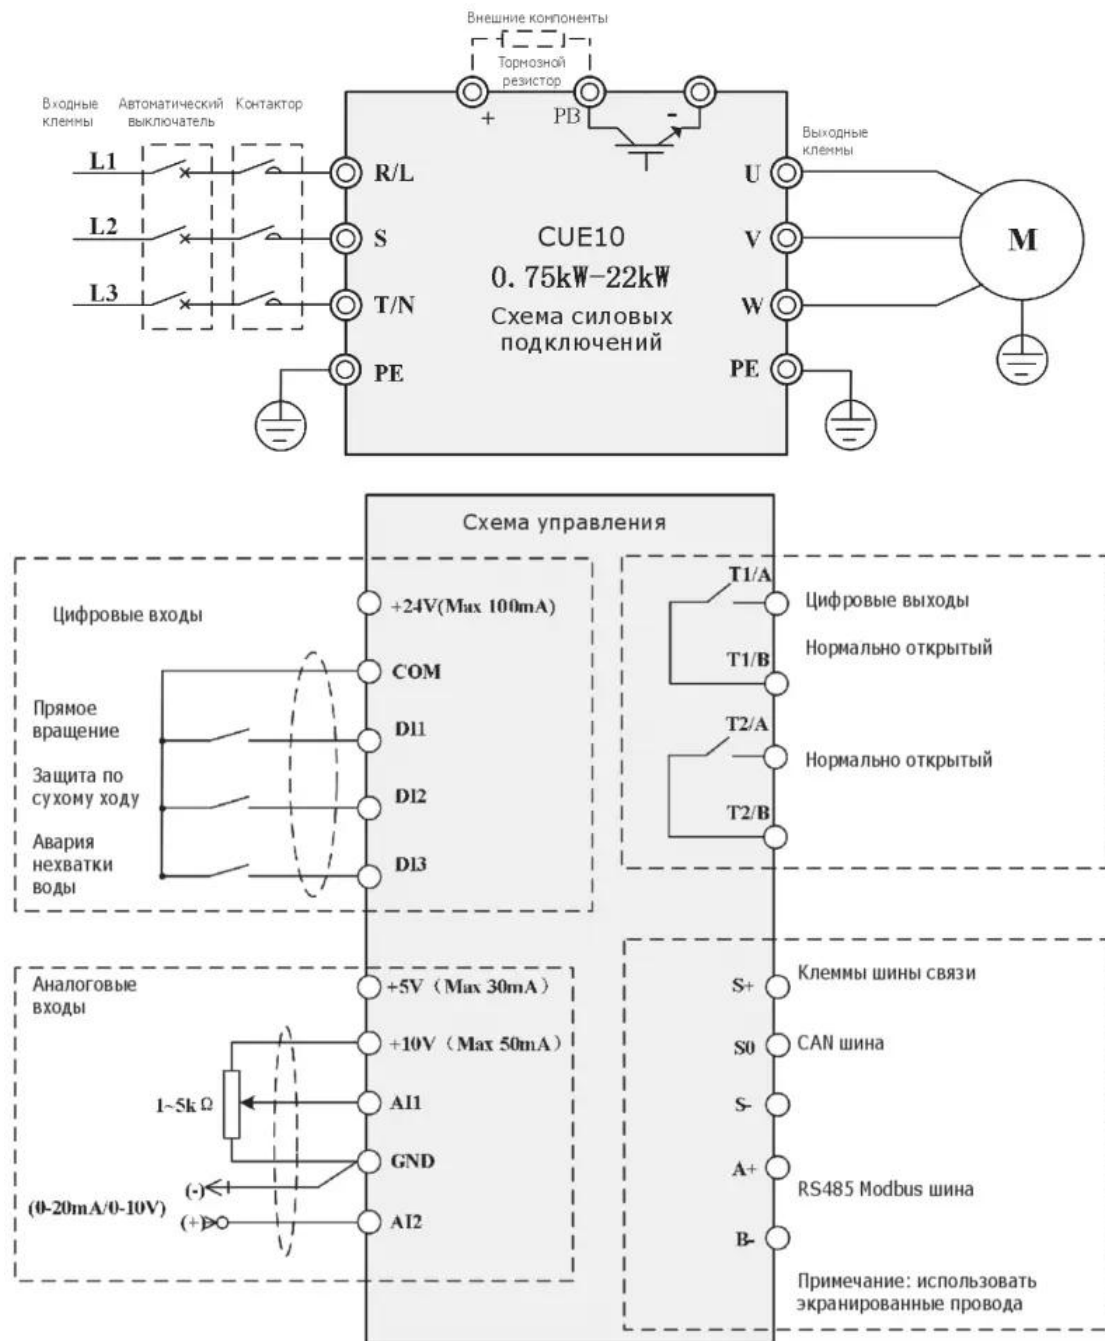 Внешние компоненты
Тормозной
резистор
Входные
клеммы
Автоматический
выключатель
Контактор
+
PB
-
Выходные
клеммы
L1
R/L
U
L2
S
V
M
L3
T/N
W
PE
PE
CUE10
0.75kW-22kW
Схема силовых
подключений
Схема управления
Цифровые входы
+24V(Max 100mA)
COM
Прямое
вращение
DI1
Защита по
сухому ходу
DI2
Авария
нехватки
воды
DI3
T1/A
Цифровые выходы
Нормально открытый
T1/B
T2/A
Нормально открытый
T2/B
Аналоговые
входы
+5V (Max 30mA)
+10V (Max 50mA)
1~5k Ω
AI1
GND
(-)
(0-20mA/0-10V)
(+)
AI2
S+
Клеммы шины связи
S0
CAN шина
S-
A+
RS485 Modbus шина
B-
Примечание: использовать
экранированные провода